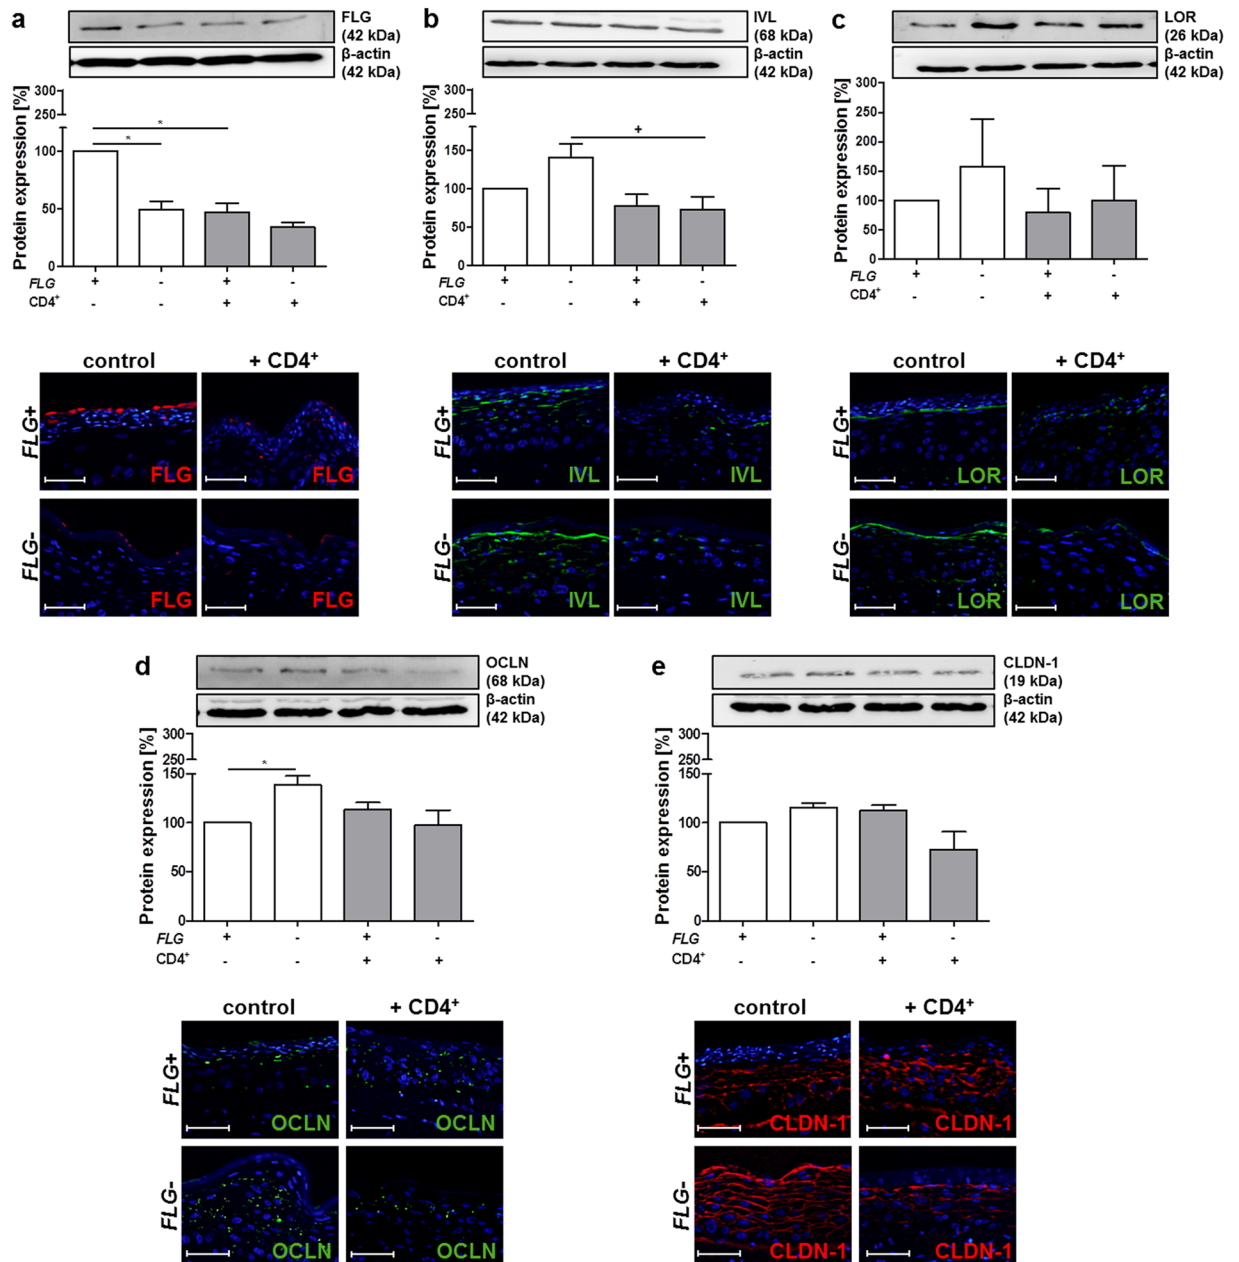 a
FLG
(42 kDa)
β-actin
(42 kDa)
Protein expression [%]
300
250
100
50
0
*
*
FLG + - + -
CD4⁺ - - + +
b
IVL
(68 kDa)
β-actin
(42 kDa)
Protein expression [%]
300
250
150
100
50
0
+
FLG + - + -
CD4⁺ - - + +
c
LOR
(26 kDa)
β-actin
(42 kDa)
Protein expression [%]
300
250
200
150
100
50
0
FLG + - + -
CD4⁺ - - + +
control + CD4⁺
FLG+
FLG FLG
FLG-
FLG FLG
control + CD4⁺
FLG+
IVL IVL
FLG-
IVL IVL
control + CD4⁺
FLG+
LOR LOR
FLG-
LOR LOR
d
OCLN
(68 kDa)
β-actin
(42 kDa)
Protein expression [%]
300
250
150
100
50
0
*
FLG + - + -
CD4⁺ - - + +
e
CLDN-1
(19 kDa)
β-actin
(42 kDa)
Protein expression [%]
300
250
150
100
50
0
FLG + - + -
CD4⁺ - - + +
control + CD4⁺
FLG+
OCLN OCLN
FLG-
OCLN OCLN
control + CD4⁺
FLG+
CLDN-1 CLDN-1
FLG-
CLDN-1 CLDN-1